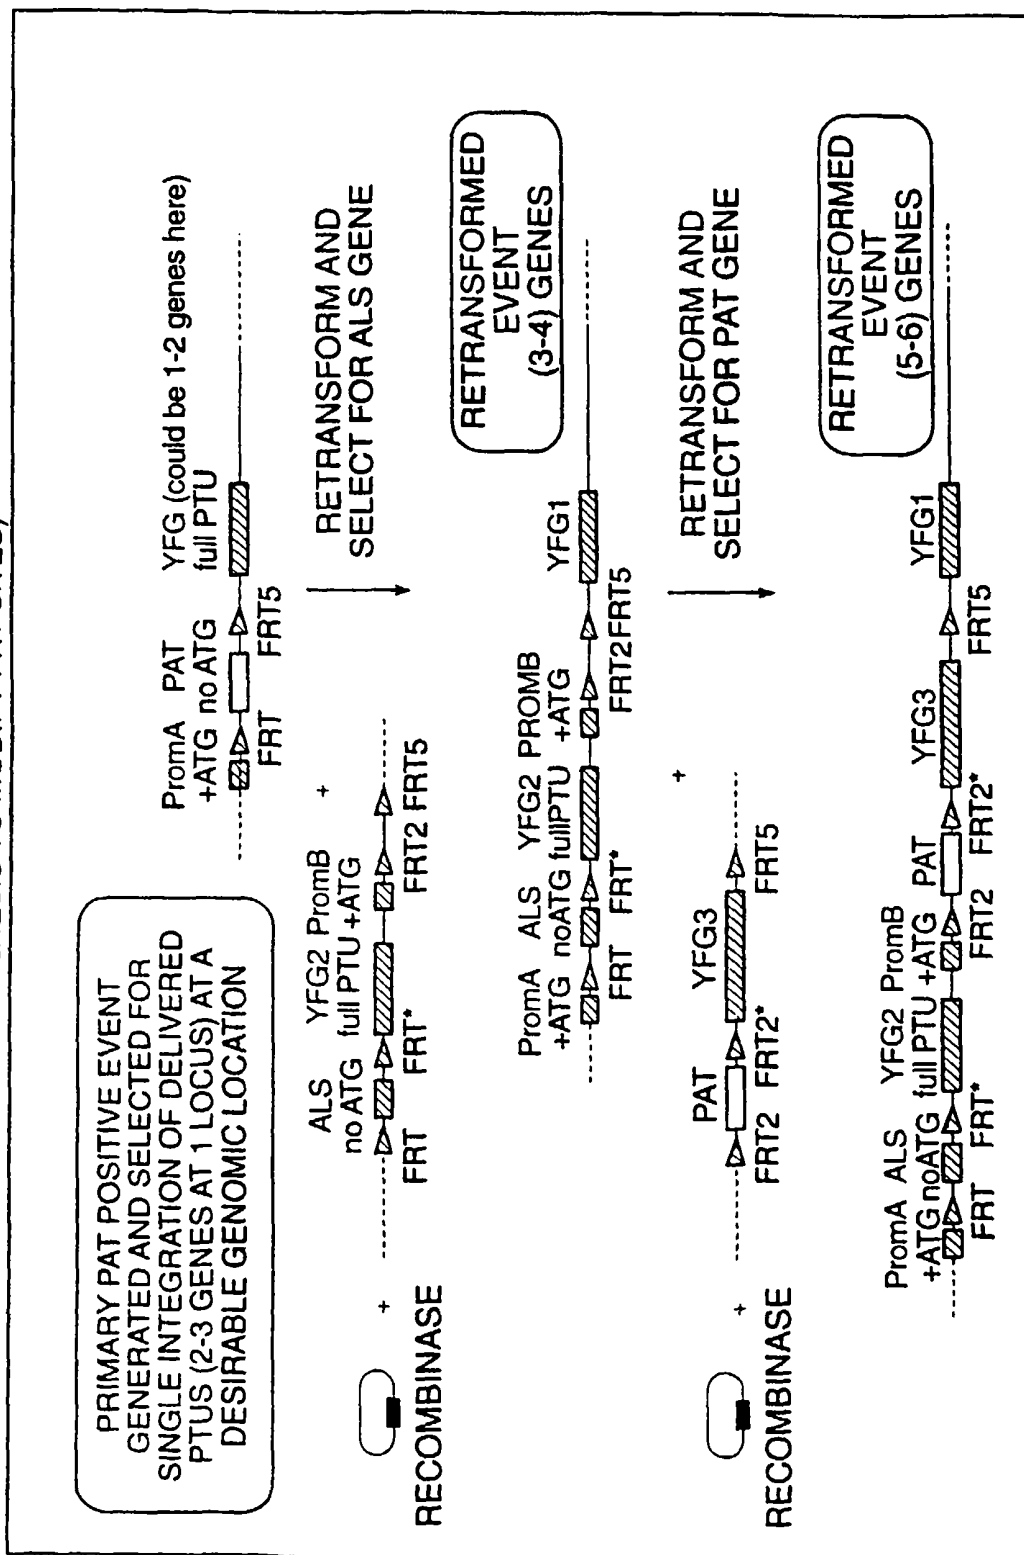 PRIMARY PAT POSITIVE EVENT
GENERATED AND SELECTED FOR
SINGLE INTEGRATION OF DELIVERED
PTUS (2-3 GENES AT 1 LOCUS) AT A
DESIRABLE GENOMIC LOCATION
PromA PAT YFG (could be 1-2 genes here)
+ATG no ATG full PTU
FRT FRT5
RETRANSFORM AND
SELECT FOR ALS GENE
RECOMBINASE
+
ALS YFG2 PromB
no ATG full PTU +ATG
+
FRT FRT* FRT2 FRT5
RETRANSFORMED
EVENT
(3-4) GENES
PromA ALS YFG2 PROMB YFG1
+ATG noATG fullPTU +ATG
FRT FRT* FRT2FRT5
RETRANSFORM AND
SELECT FOR PAT GENE
RECOMBINASE
+
PAT YFG3
+
FRT2 FRT2* FRT5
RETRANSFORMED
EVENT
(5-6) GENES
PromA ALS YFG2 PromB PAT YFG3 YFG1
+ATG noATG full PTU +ATG
FRT FRT* FRT2 FRT2* FRT5